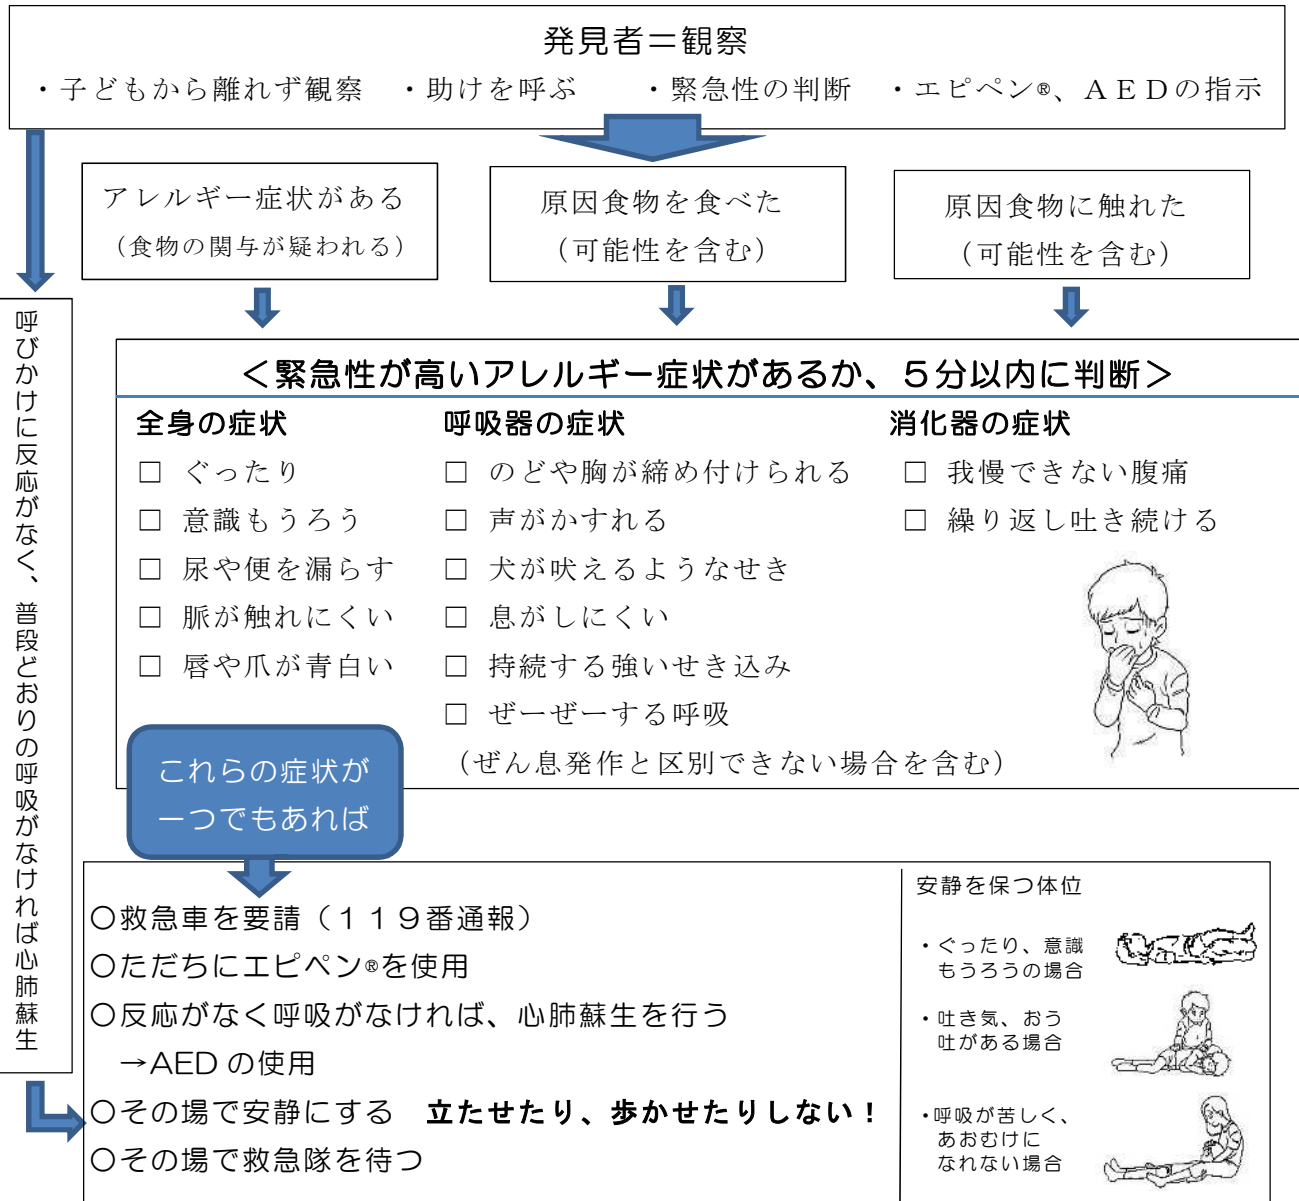 発見者＝観察
・子どもから離れず観察　・助けを呼ぶ　・緊急性の判断　・エピペン®、ＡＥＤの指示
アレルギー症状がある
（食物の関与が疑われる）
原因食物を食べた
（可能性を含む）
原因食物に触れた
（可能性を含む）
呼びかけに反応がなく、普段どおりの呼吸がなければ心肺蘇生
＜緊急性が高いアレルギー症状があるか、５分以内に判断＞
全身の症状
□ ぐったり
□ 意識もうろう
□ 尿や便を漏らす
□ 脈が触れにくい
□ 唇や爪が青白い
呼吸器の症状
□ のどや胸が締め付けられる
□ 声がかすれる
□ 犬が吠えるようなせき
□ 息がしにくい
□ 持続する強いせき込み
□ ぜーぜーする呼吸
（ぜん息発作と区別できない場合を含む）
消化器の症状
□ 我慢できない腹痛
□ 繰り返し吐き続ける
これらの症状が
一つでもあれば
○救急車を要請（１１９番通報）
○ただちにエピペン®を使用
○反応がなく呼吸がなければ、心肺蘇生を行う
→AED の使用
○その場で安静にする　立たせたり、歩かせたりしない！
○その場で救急隊を待つ
安静を保つ体位
・ぐったり、意識
もうろうの場合
・吐き気、おう
吐がある場合
・呼吸が苦しく、
あおむけに
なれない場合